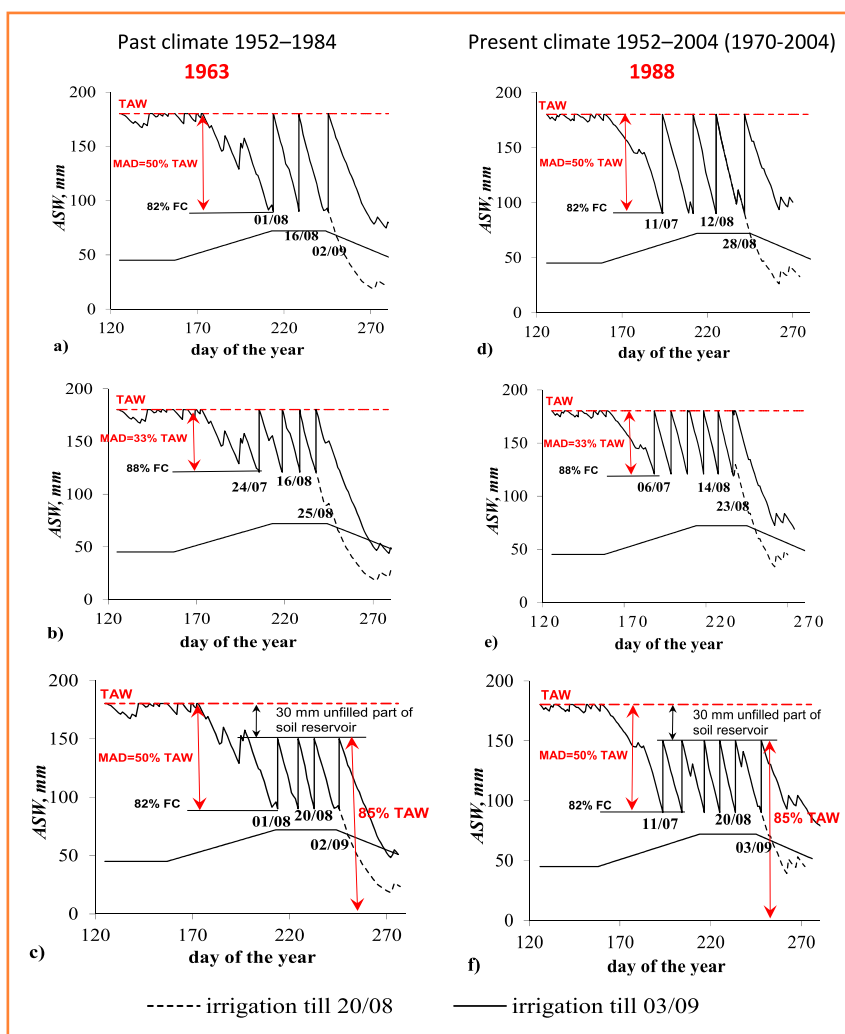 Past climate 1952–1984
1963
Present climate 1952–2004 (1970-2004)
1988
200
150
100
50
0
ASW, mm
TAW
MAD=50% TAW
82% FC
01/08
16/08
02/09
120
170
220
270
a)
day of the year
200
150
100
50
0
ASW, mm
TAW
MAD=50% TAW
82% FC
11/07
12/08
28/08
120
170
220
270
d)
day of the year
200
150
100
50
0
TAW
MAD=33% TAW
88% FC
24/07
16/08
25/08
120
170
220
270
b)
day of the year
200
150
100
50
0
TAW
MAD=33% TAW
88% FC
06/07
14/08
23/08
120
170
220
270
e)
day of the year
200
150
100
50
0
ASW, mm
TAW
30 mm unfilled part of
soil reservoir
MAD=50% TAW
82% FC
85% TAW
01/08
20/08
02/09
120
170
220
270
c)
day of the year
200
150
100
50
0
ASW, mm
TAW
30 mm unfilled part of
soil reservoir
MAD=50% TAW
82% FC
85% TAW
11/07
20/08
03/09
120
170
220
270
f)
day of the year
irrigation till 20/08
irrigation till 03/09